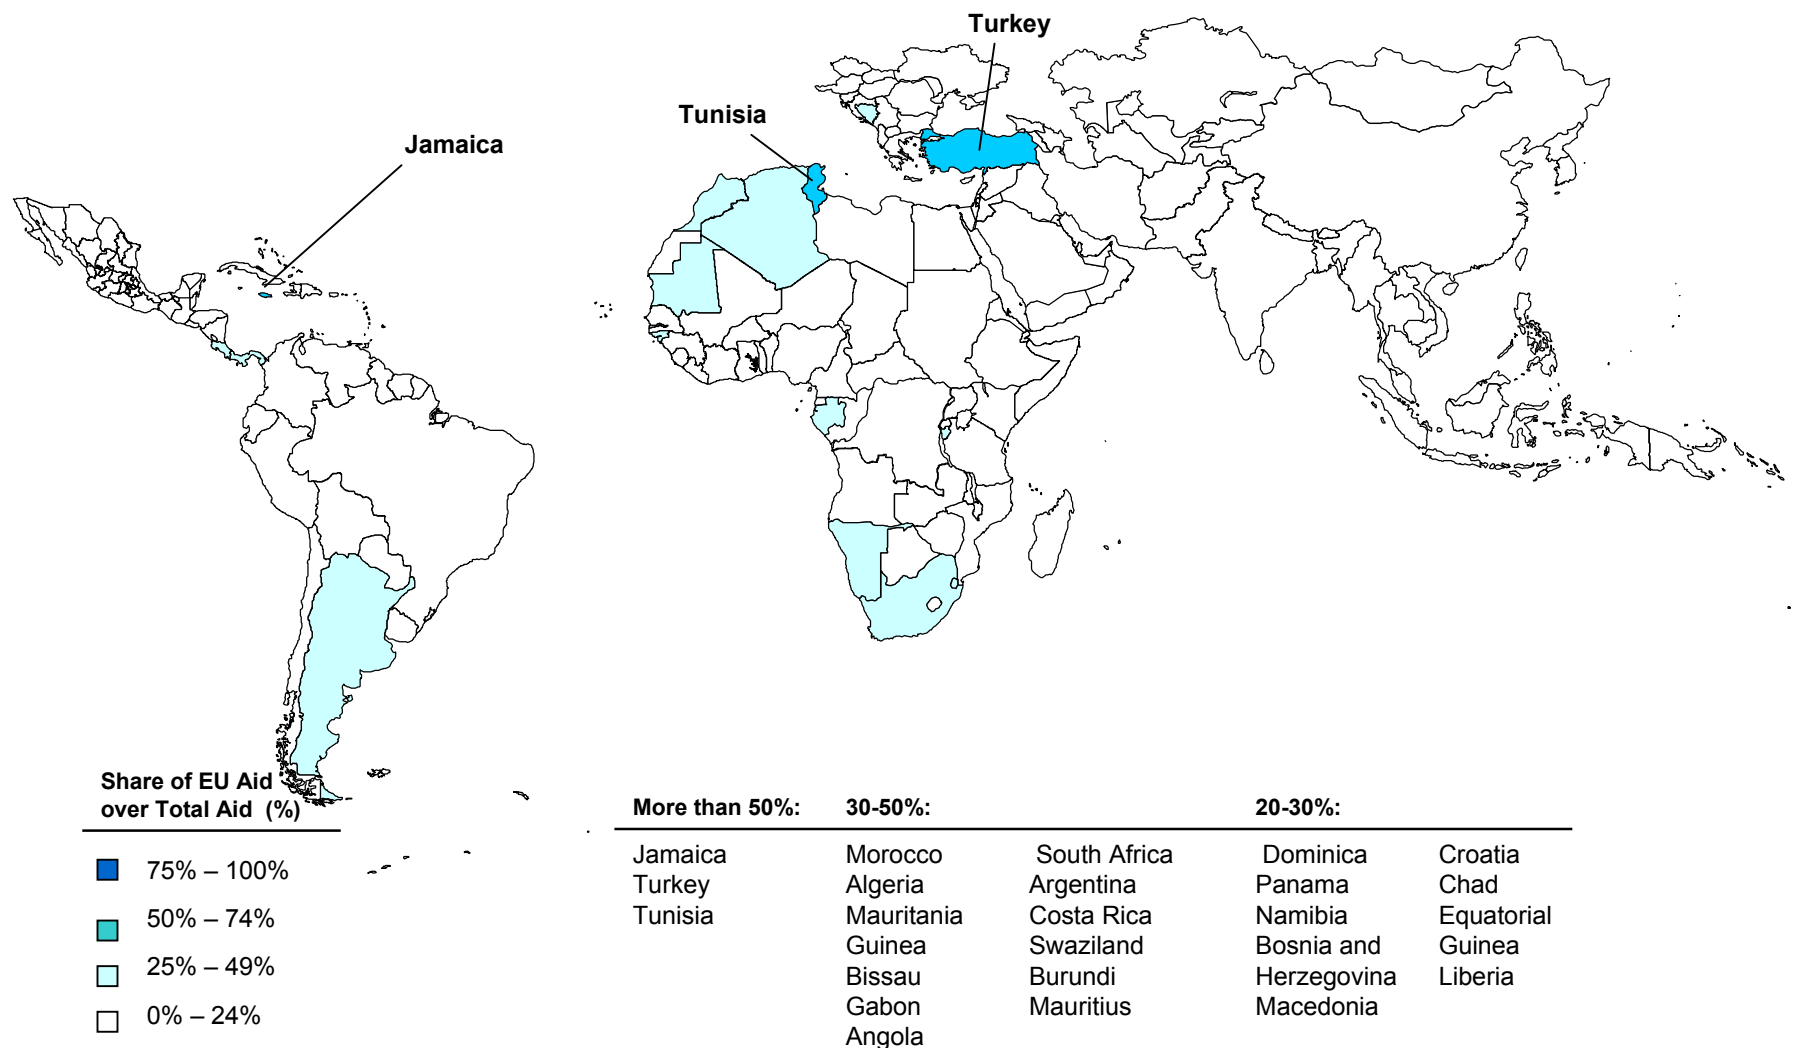 Turkey
Tunisia
Jamaica
Share of EU Aid
over Total Aid (%)
75% – 100%
50% – 74%
25% – 49%
0% – 24%
More than 50%:
Jamaica
Turkey
Tunisia
30-50%:
Morocco
Algeria
Mauritania
Guinea
Bissau
Gabon
Angola
South Africa
Argentina
Costa Rica
Swaziland
Burundi
Mauritius
20-30%:
Dominica
Panama
Namibia
Bosnia and
Herzegovina
Macedonia
Croatia
Chad
Equatorial
Guinea
Liberia